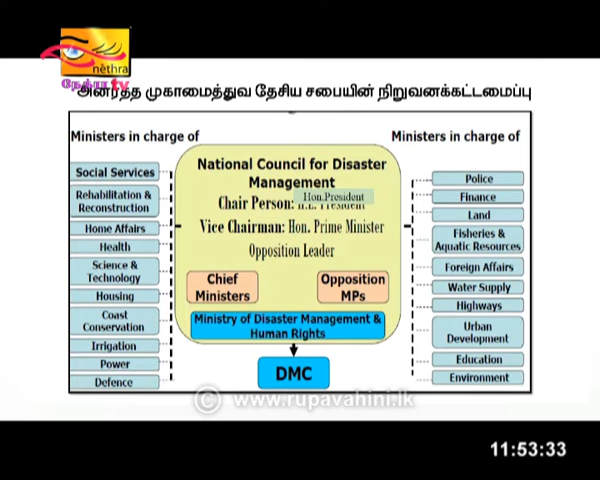 nēthra
நேத்ரா tv
அனர்த்த முகாமைத்துவ தேசிய சபையின் நிறுவனக்கட்டமைப்பு
Ministers in charge of
Social Services
Rehabilitation &
Reconstruction
Home Affairs
Health
Science &
Technology
Housing
Coast
Conservation
Irrigation
Power
Defence
National Council for Disaster
Management
Hon.President
Chair Person: H.E. President
Vice Chairman: Hon. Prime Minister
Opposition Leader
Chief
Ministers
Opposition
MPs
Ministry of Disaster Management &
Human Rights
DMC
Ministers in charge of
Police
Finance
Land
Fisheries &
Aquatic Resources
Foreign Affairs
Water Supply
Highways
Urban
Development
Education
Environment
© www.rupavahini.lk
11:53:33